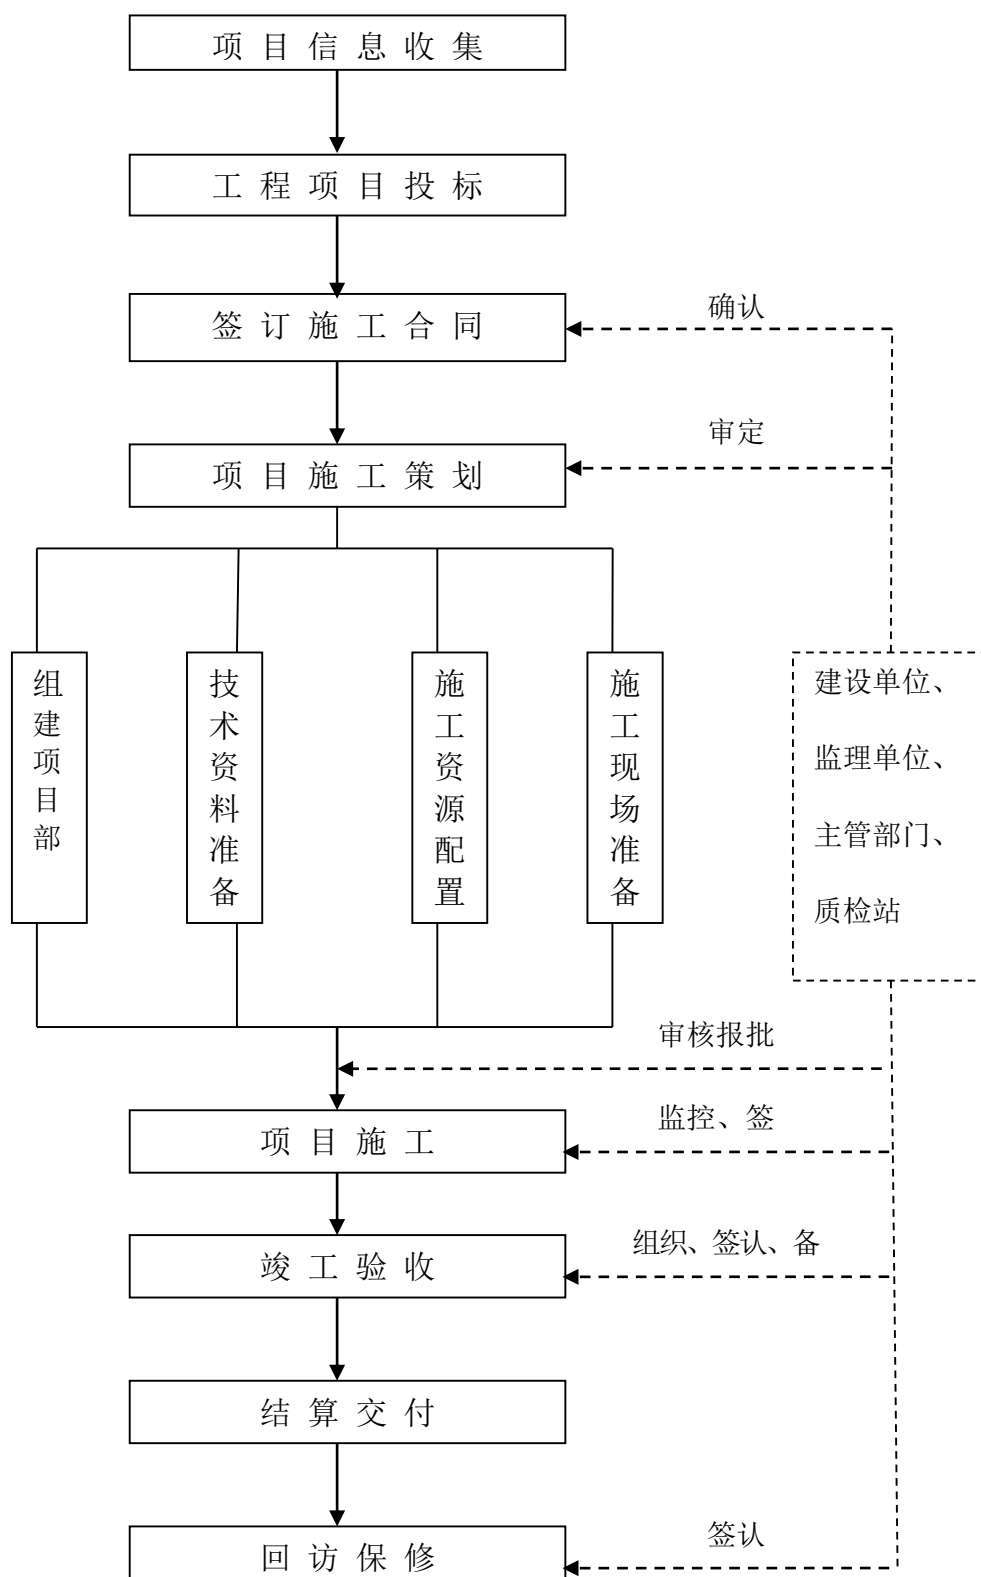 项目信息收集
工程项目投标
确认
签订施工合同
审定
项目施工策划
组建项目部
技术资料准备
施工资源配置
施工现场准备
建设单位、
监理单位、
主管部门、
质检站
审核报批
监控、签
项目施工
组织、签认、备
竣工验收
结算交付
签认
回访保修